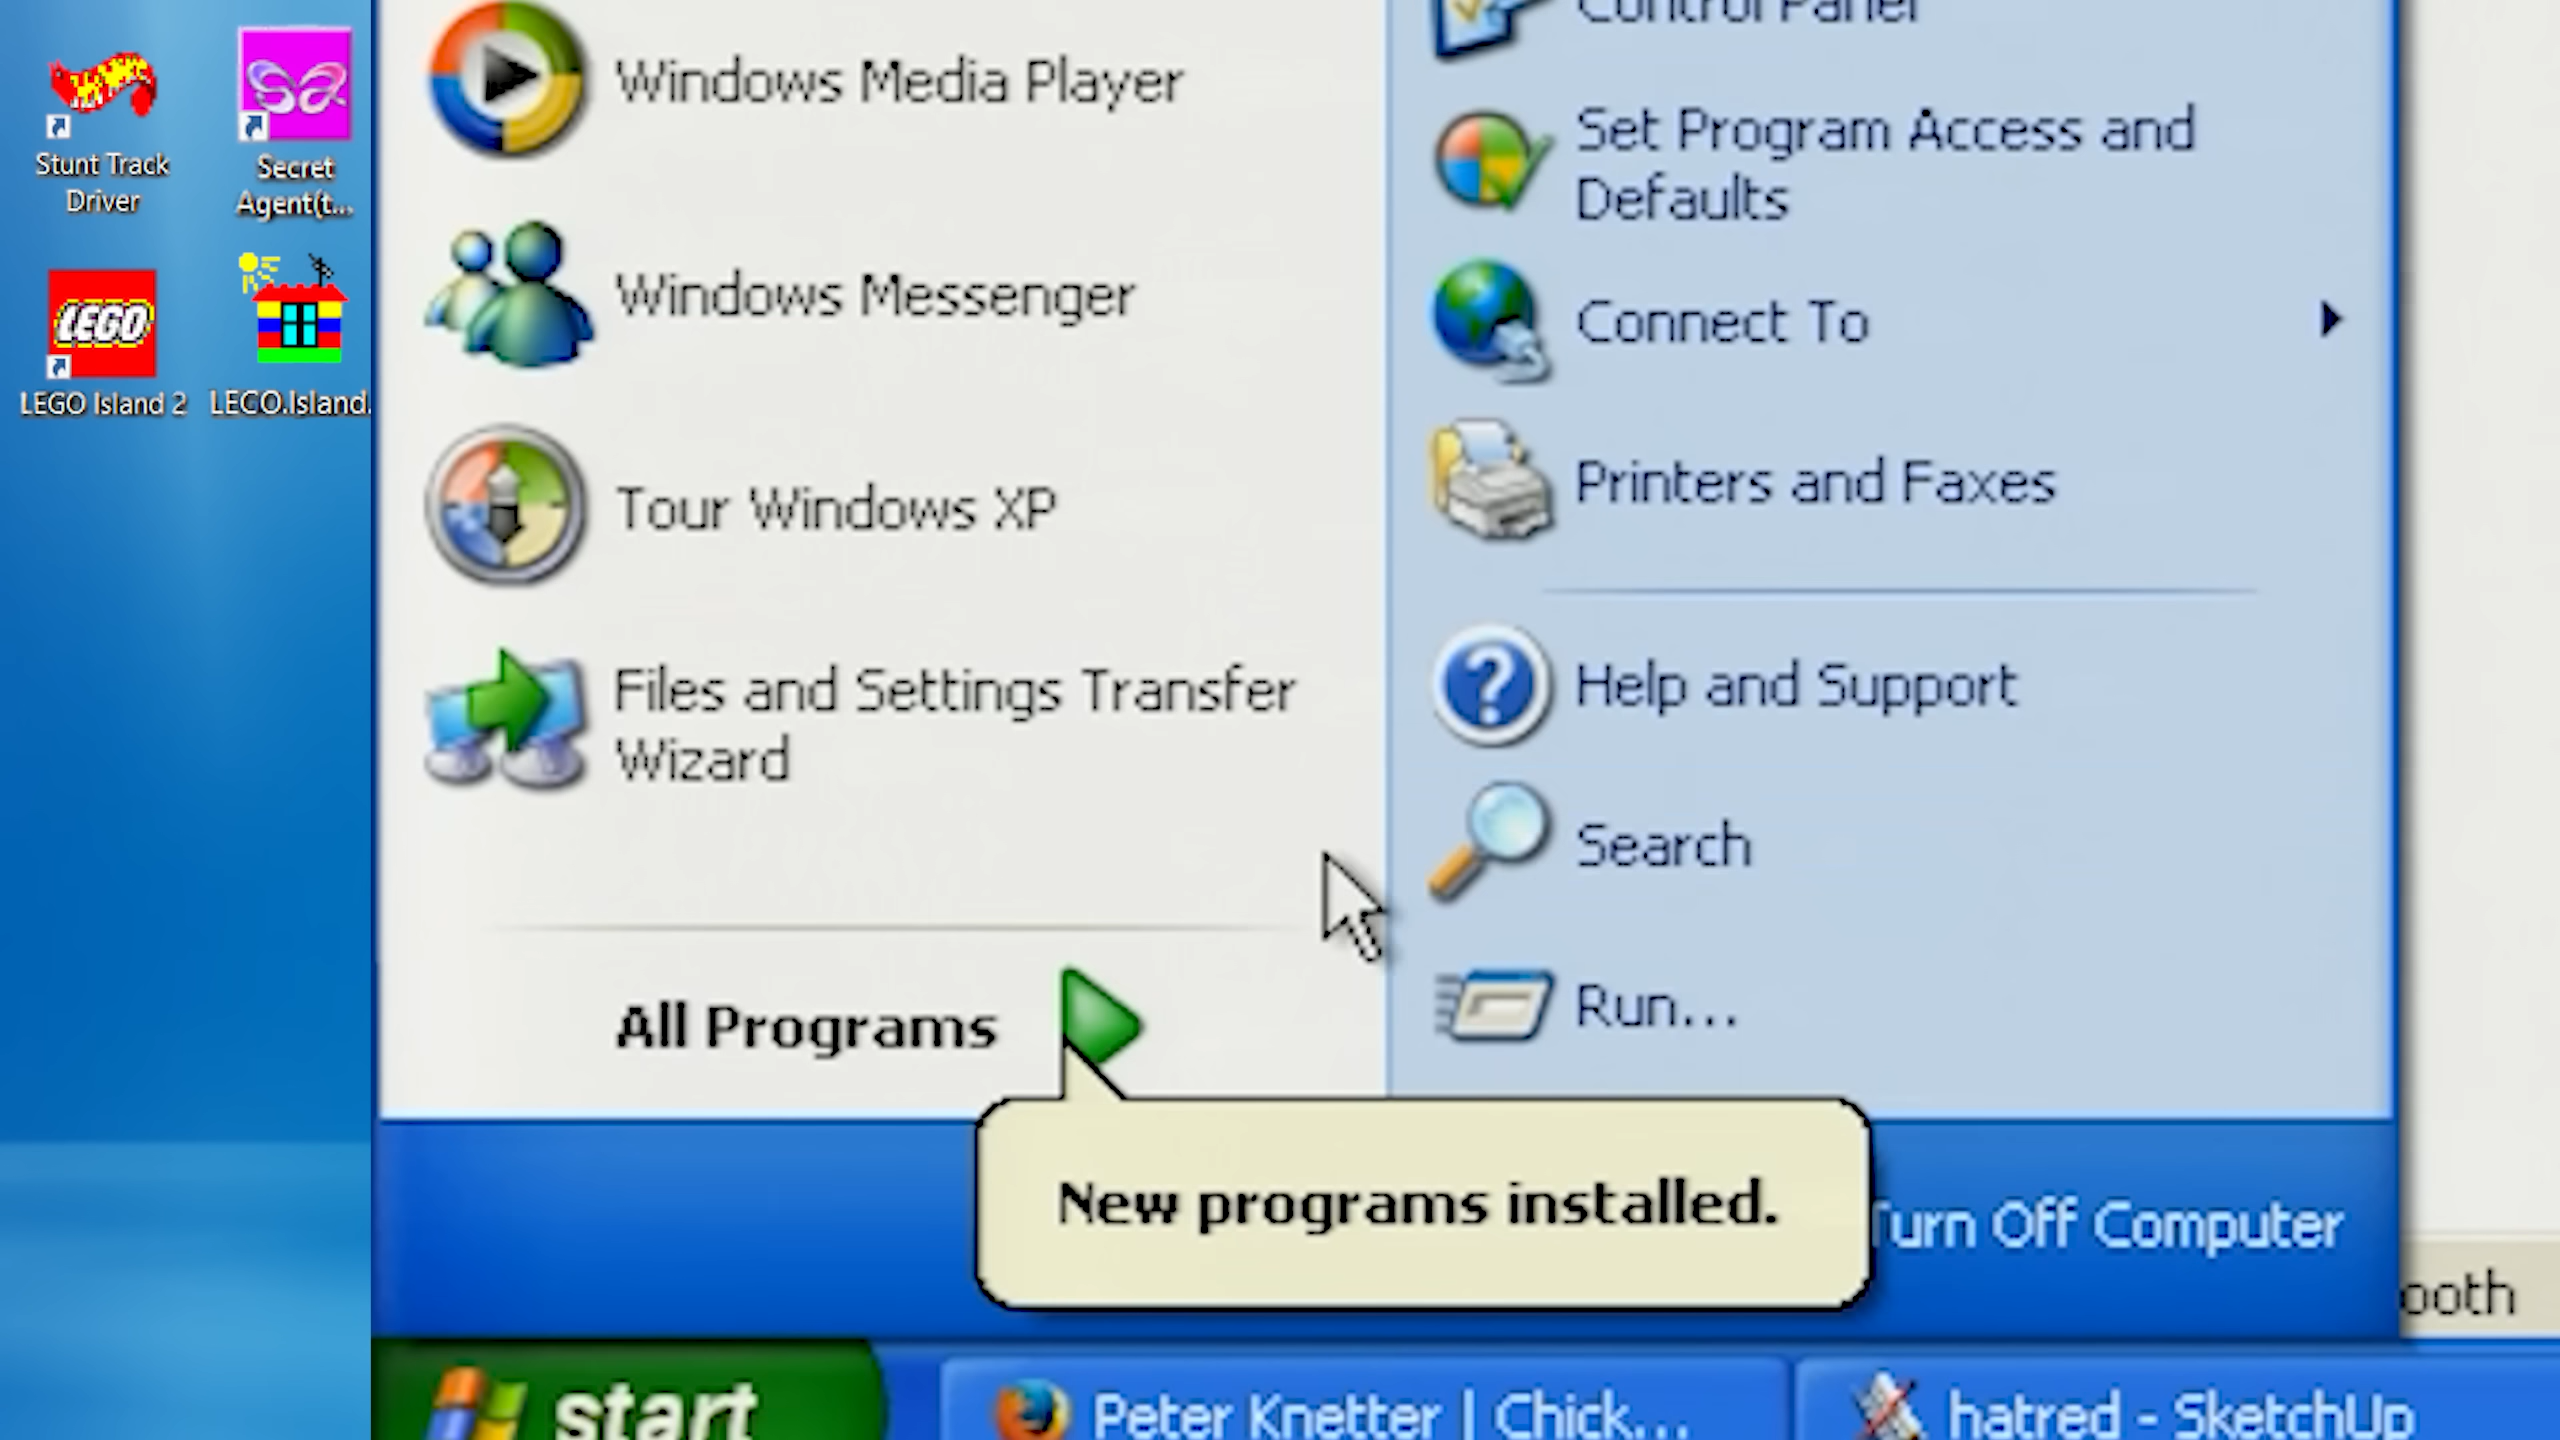 Stunt Track
Driver
Secret
Agent(t...
LEGO
LEGO Island 2
LECO.Island.
Windows Media Player
Windows Messenger
Tour Windows XP
Files and Settings Transfer
Wizard
All Programs
Control Panel
Set Program Access and
Defaults
Connect To
Printers and Faxes
Help and Support
Search
Run...
New programs installed.
Turn Off Computer
ooth
start
Peter Knetter | Chick...
hatred - SketchUp